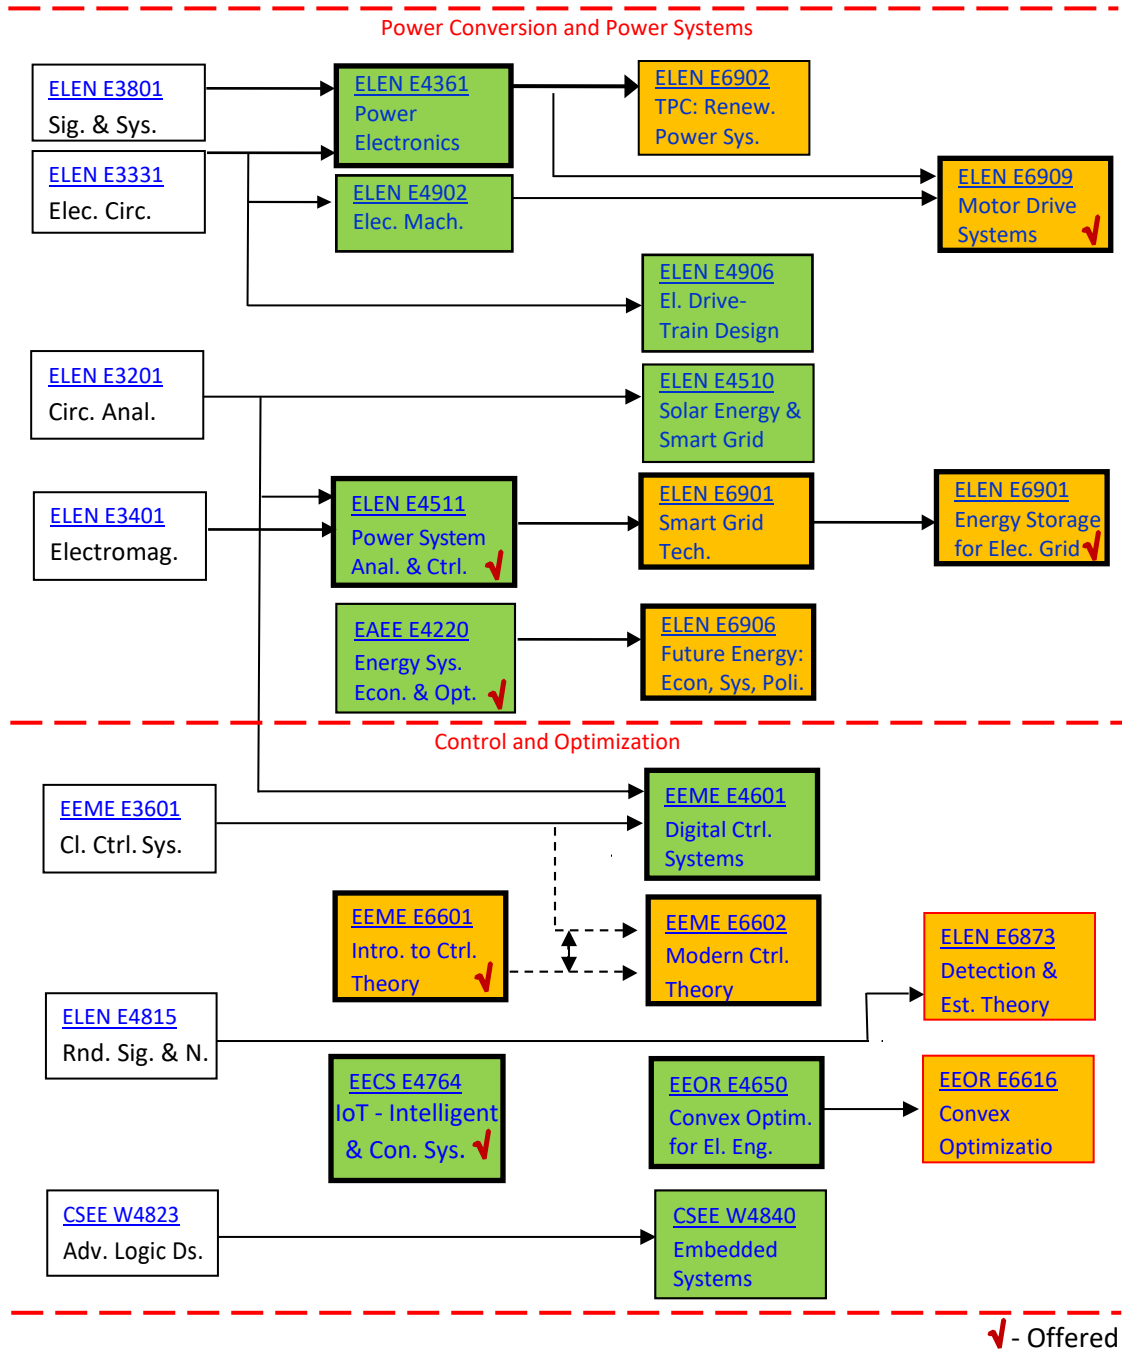 Power Conversion and Power Systems
ELEN E3801
Sig. & Sys.
ELEN E4361
Power
Electronics
ELEN E6902
TPC: Renew.
Power Sys.
ELEN E3331
Elec. Circ.
ELEN E4902
Elec. Mach.
ELEN E6909
Motor Drive
Systems
ELEN E4906
El. Drive-
Train Design
ELEN E3201
Circ. Anal.
ELEN E4510
Solar Energy &
Smart Grid
ELEN E3401
Electromag.
ELEN E4511
Power System
Anal. & Ctrl.
ELEN E6901
Smart Grid
Tech.
ELEN E6901
Energy Storage
for Elec. Grid
EAEE E4220
Energy Sys.
Econ. & Opt.
ELEN E6906
Future Energy:
Econ, Sys, Poli.
Control and Optimization
EEME E3601
Cl. Ctrl. Sys.
EEME E4601
Digital Ctrl.
Systems
EEME E6601
Intro. to Ctrl.
Theory
EEME E6602
Modern Ctrl.
Theory
ELEN E6873
Detection &
Est. Theory
ELEN E4815
Rnd. Sig. & N.
EECS E4764
IoT - Intelligent
& Con. Sys.
EEOR E4650
Convex Optim.
for El. Eng.
EEOR E6616
Convex
Optimizatio
CSEE W4823
Adv. Logic Ds.
CSEE W4840
Embedded
Systems
√ - Offered